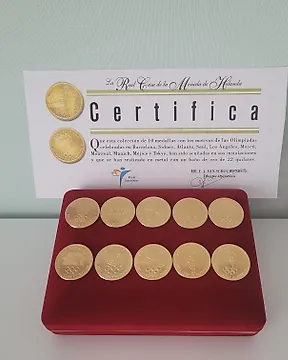 La Real Casa de la Moneda de Holanda
Certifica
Que esta colección de 10 medallas con los motivos de las Olimpiadas
celebradas en Barcelona, Sidney, Atlanta, Seúl, Los Angeles, Moscú,
Montreal, Munich, Mejico y Tokyo, han sido acuñadas en sus instalaciones
y que se han realizado en metal con un baño de oro de 22 quilates